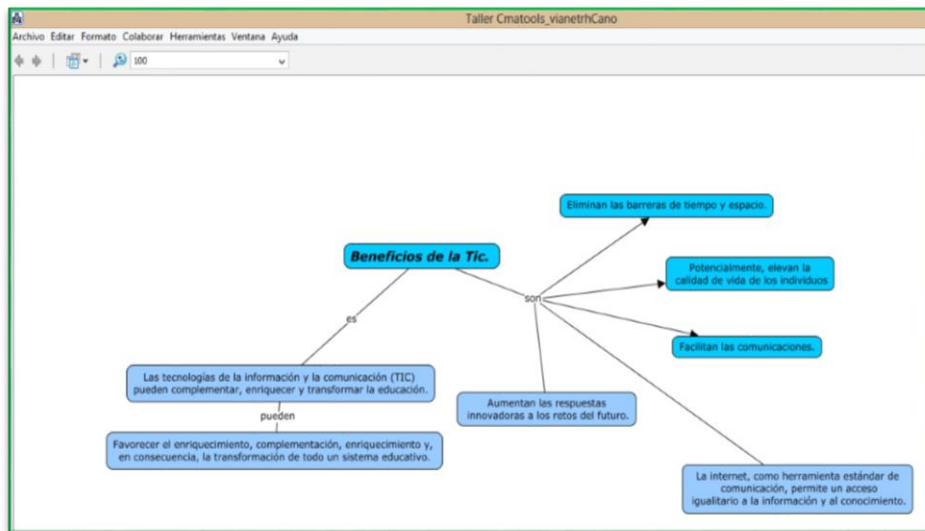 Taller Cmatools_vianetrhCano
Archivo Editar Formato Colaborar Herramientas Ventana Ayuda
100
Eliminan las barreras de tiempo y espacio.
Beneficios de la Tic.
Potencialmente, elevan la
calidad de vida de los individuos
son
es
Facilitan las comunicaciones.
Las tecnologías de la información y la comunicación (TIC)
pueden complementar, enriquecer y transformar la educación.
Aumentan las respuestas
innovadoras a los retos del futuro.
pueden
Favorecer el enriquecimiento, complementación, enriquecimiento y,
en consecuencia, la transformación de todo un sistema educativo.
La internet, como herramienta estándar de
comunicación, permite un acceso
igualitario a la información y al conocimiento.